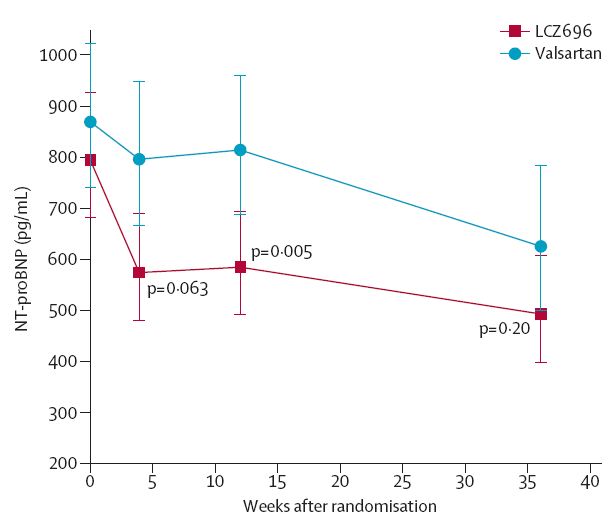 LCZ696
Valsartan
1000
900
800
700
600
500
400
300
200
NT-proBNP (pg/mL)
p=0·063
p=0·005
p=0·20
0 5 10 15 20 25 30 35 40
Weeks after randomisation